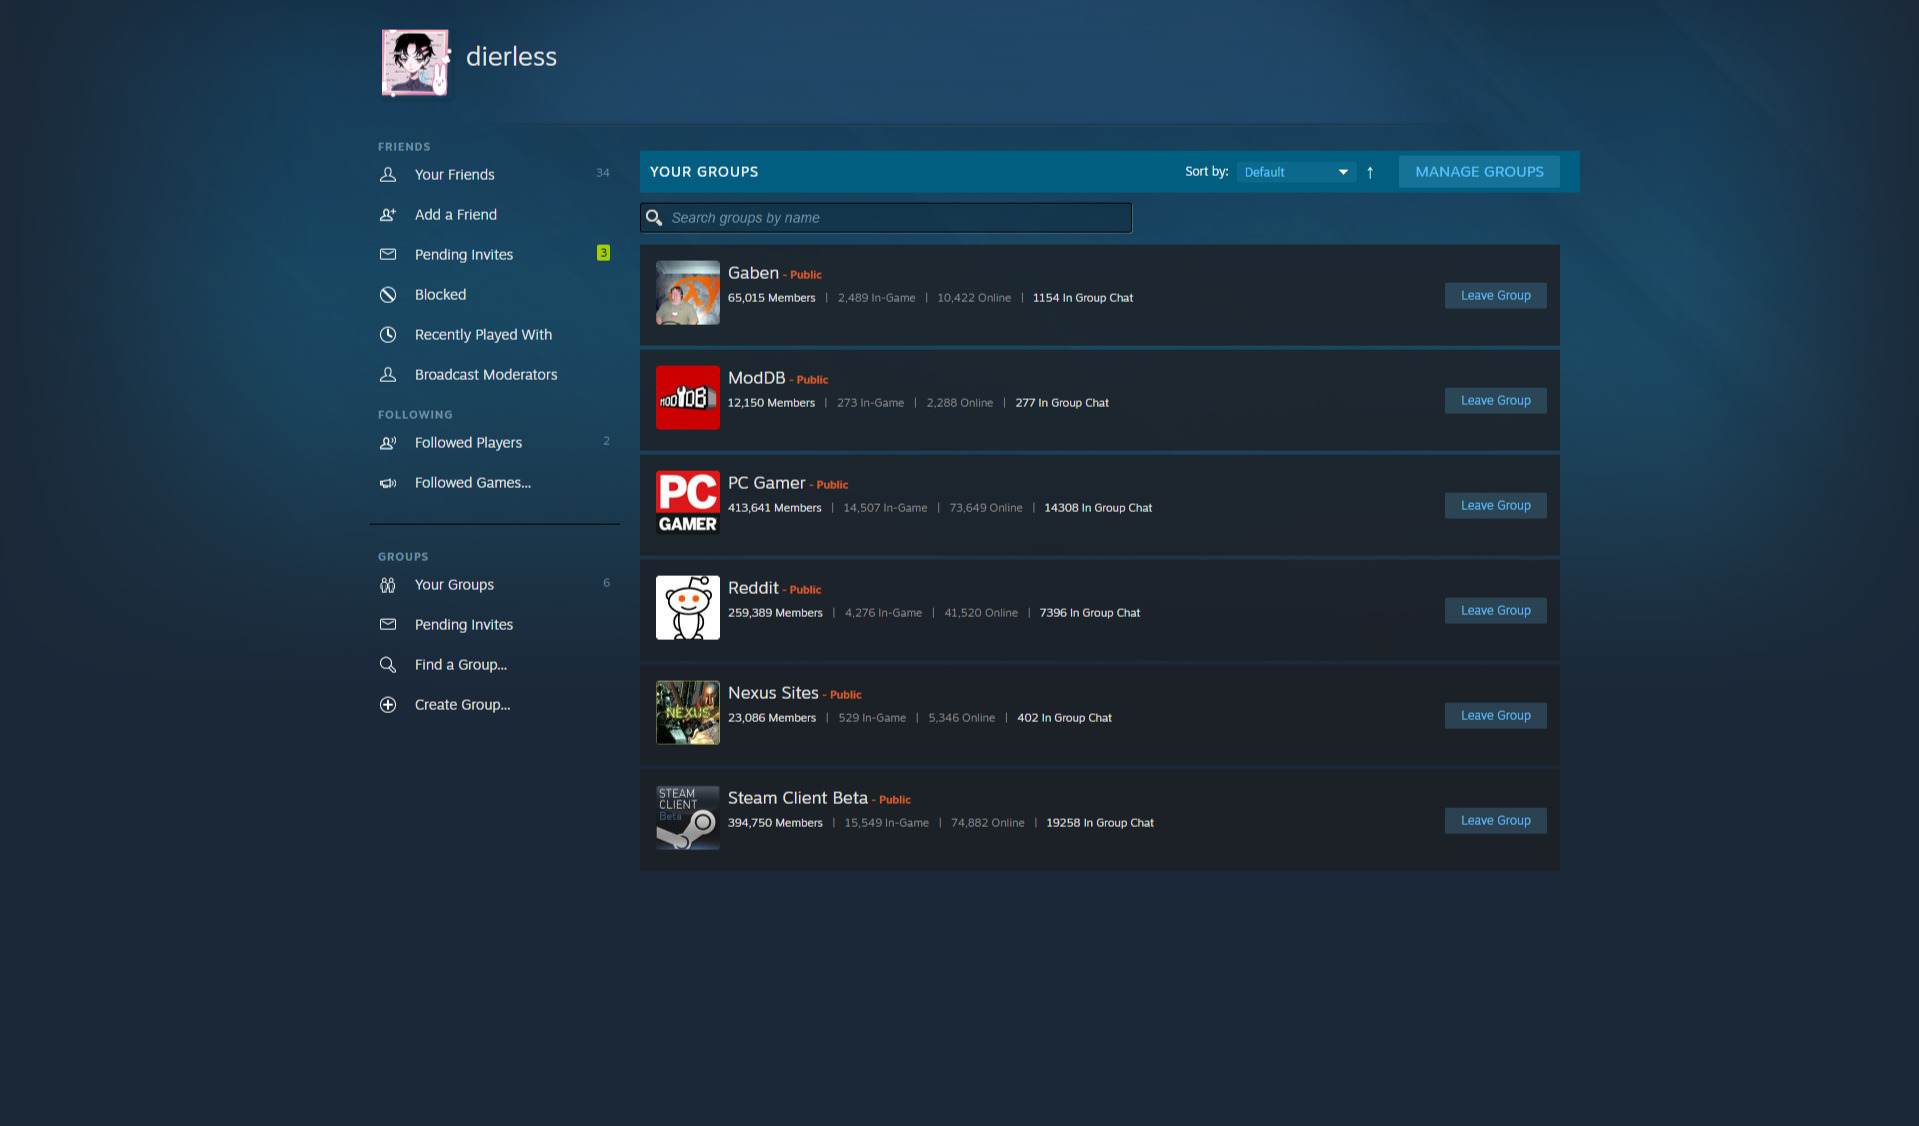 dierless
FRIENDS
Your Friends 34
Add a Friend
Pending Invites 3
Blocked
Recently Played With
Broadcast Moderators
FOLLOWING
Followed Players 2
Followed Games...
GROUPS
Your Groups 6
Pending Invites
Find a Group...
Create Group...
YOUR GROUPS Sort by: Default ↑ MANAGE GROUPS
Search groups by name
Gaben - Public
65,015 Members | 2,489 In-Game | 10,422 Online | 1154 In Group Chat
Leave Group
MODDB
ModDB - Public
12,150 Members | 273 In-Game | 2,288 Online | 277 In Group Chat
Leave Group
PC
GAMER
PC Gamer - Public
413,641 Members | 14,507 In-Game | 73,649 Online | 14308 In Group Chat
Leave Group
Reddit - Public
259,389 Members | 4,276 In-Game | 41,520 Online | 7396 In Group Chat
Leave Group
NEXUS
Nexus Sites - Public
23,086 Members | 529 In-Game | 5,346 Online | 402 In Group Chat
Leave Group
STEAM
CLIENT
Beta
Steam Client Beta - Public
394,750 Members | 15,549 In-Game | 74,882 Online | 19258 In Group Chat
Leave Group